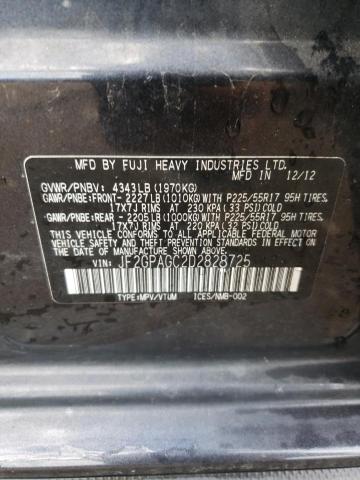 MFD BY FUJI HEAVY INDUSTRIES LTD.
MFD IN 12/12
GVWR/PNBV: 4343LB(1970KG)
GAWR/PNBE:FRONT- 2227LB(1010KG)WITH P225/55R17 95H TIRES,
17X7J RIMS AT 230 KPA(33 PSI)COLD
GAWR/PNBE:REAR - 2205LB(1000KG)WITH P225/55R17 95H TIRES,
17X7J RIMS AT 220 KPA(32 PSI)COLD
THIS VEHICLE CONFORMS TO ALL APPLICABLE
FEDERAL MOTOR VEHICLE SAFETY, BUMPER, AND
THEFT PREVENTION STANDARDS IN EFFECT ON THE
DATE OF MANUFACTURE SHOWN ABOVE.
VIN: JF2GPAGC2D2828725
TYPE:MPV/VTUM ICES/NMB-002